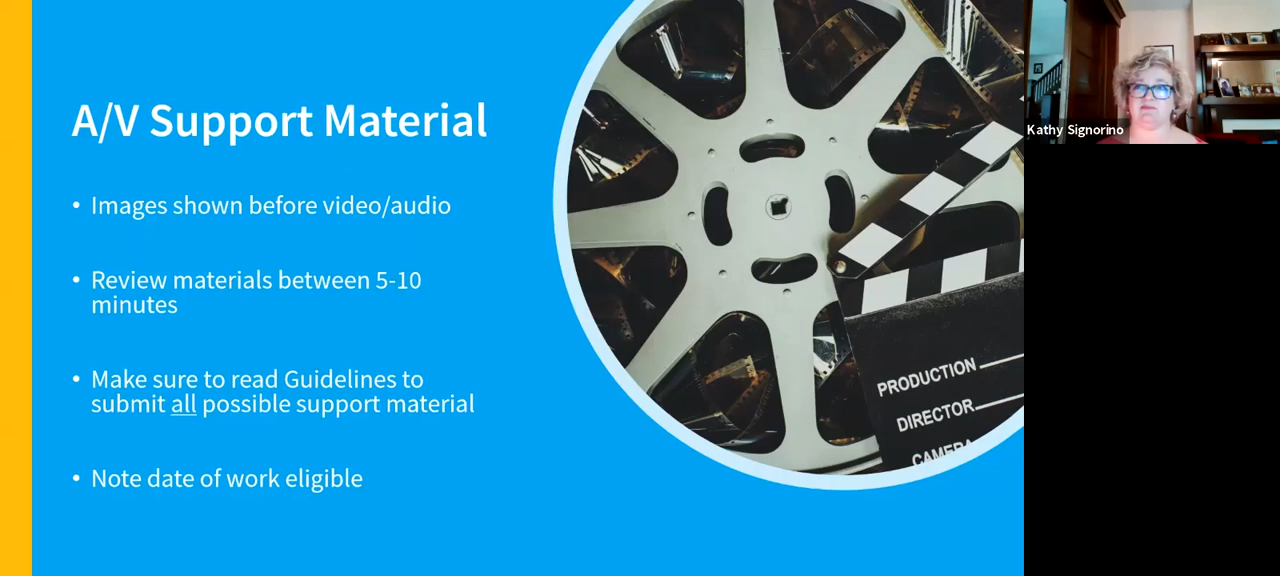 A/V Support Material
• Images shown before video/audio
• Review materials between 5-10
minutes
• Make sure to read Guidelines to
submit all possible support material
• Note date of work eligible
PRODUCTION
DIRECTOR
CAMERA
Kathy Signorino